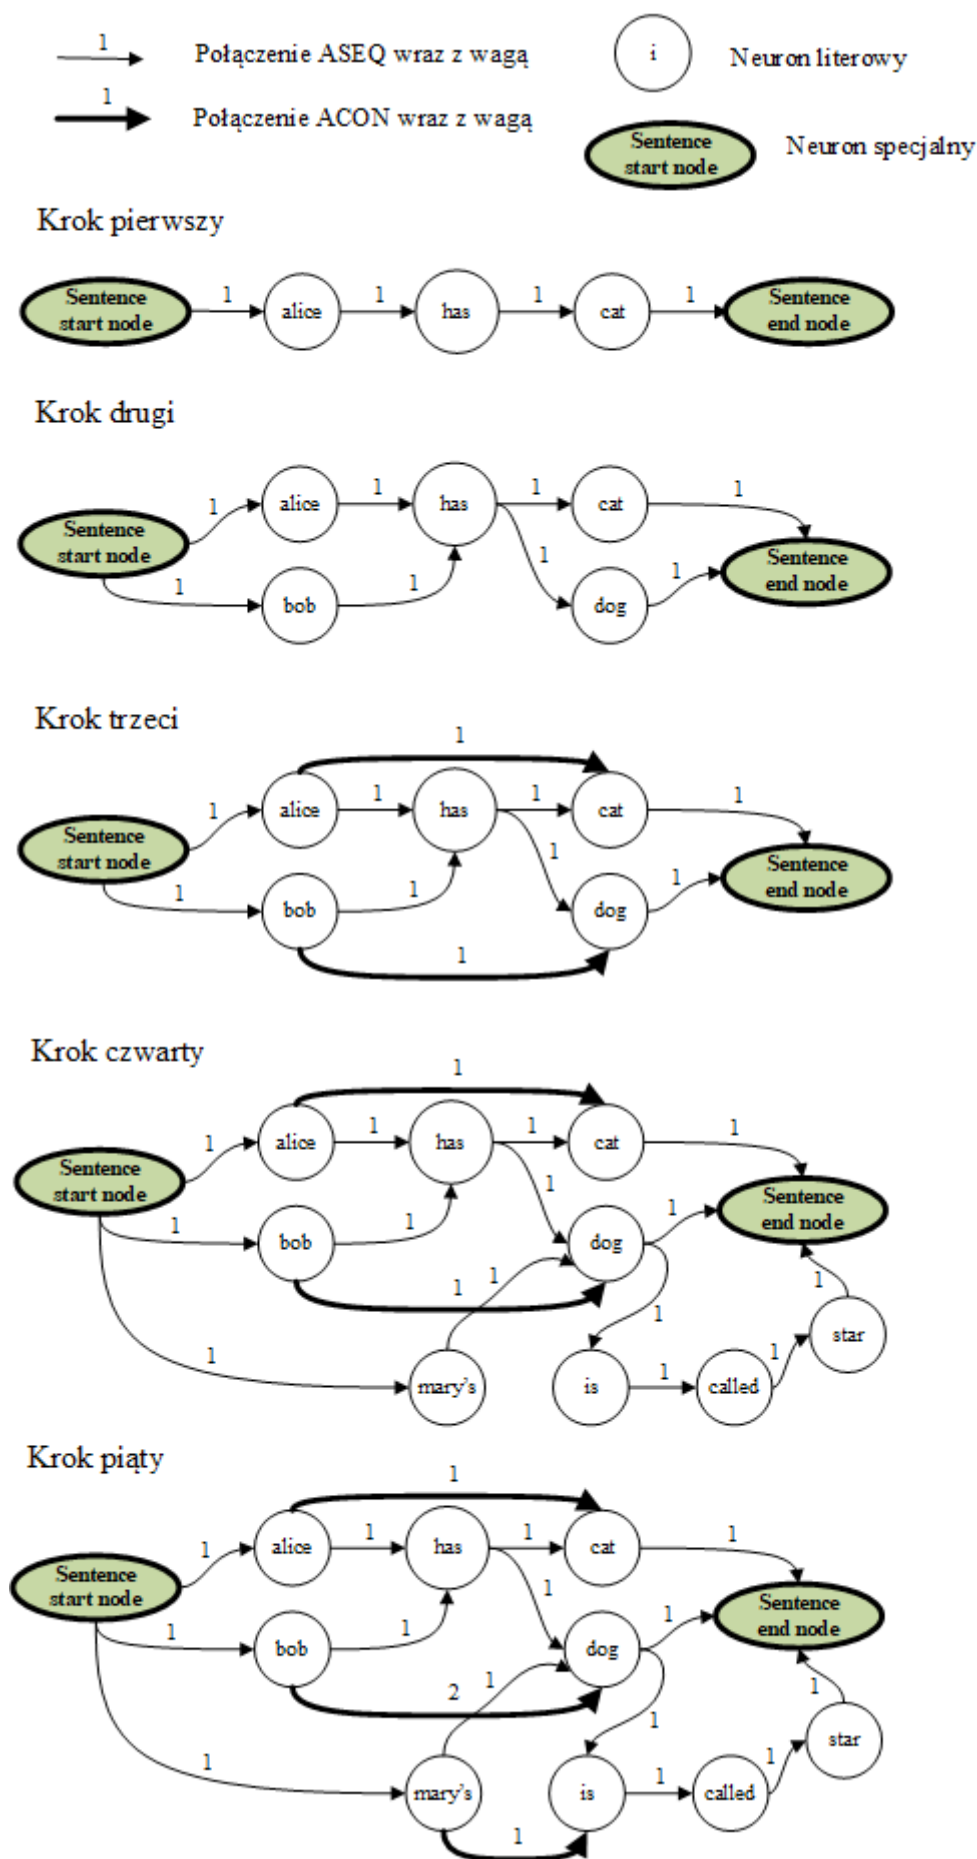 1
Połączenie ASEQ wraz z wagą
i
Neuron literowy
1
Połączenie ACON wraz z wagą
Sentence
start node
Neuron specjalny
Krok pierwszy
Sentence
start node
1
alice
1
has
1
cat
1
Sentence
end node
Krok drugi
Sentence
start node
1
alice
1
has
1
cat
1
1
bob
1
1
dog
1
Sentence
end node
Krok trzeci
1
Sentence
start node
1
alice
1
has
1
cat
1
1
bob
1
1
dog
1
Sentence
end node
1
Krok czwarty
1
Sentence
start node
1
alice
1
has
1
cat
1
1
bob
1
1
dog
1
Sentence
end node
1
1
1
1
mary's
is
1
called
1
star
1
Krok piąty
1
Sentence
start node
1
alice
1
has
1
cat
1
1
bob
1
1
dog
1
Sentence
end node
2
1
1
1
mary's
is
1
called
1
star
1
1